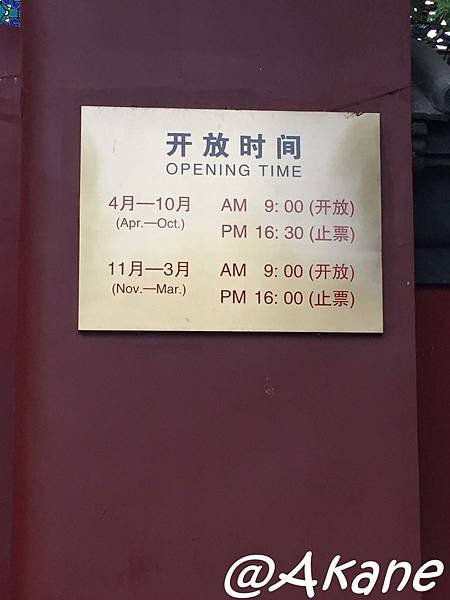 开放时间
OPENING TIME
4月—10月 AM 9:00 (开放)
(Apr.—Oct.) PM 16:30 (止票)
11月—3月 AM 9:00 (开放)
(Nov.—Mar.) PM 16:00 (止票)
@Akane